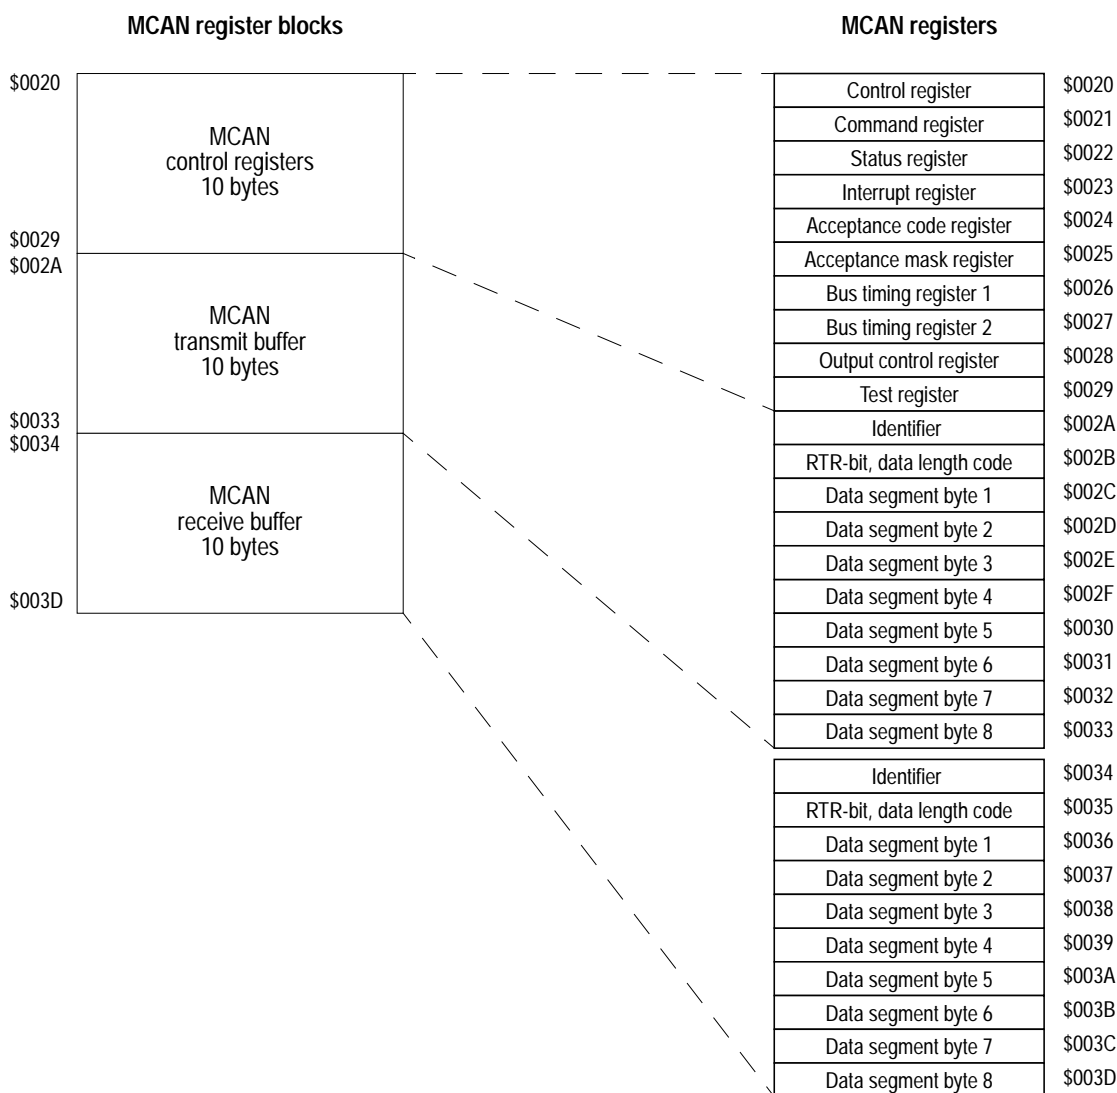 MCAN register blocks
$0020
MCAN
control registers
10 bytes
$0029
$002A
MCAN
transmit buffer
10 bytes
$0033
$0034
MCAN
receive buffer
10 bytes
$003D
MCAN registers
Control register $0020
Command register $0021
Status register $0022
Interrupt register $0023
Acceptance code register $0024
Acceptance mask register $0025
Bus timing register 1 $0026
Bus timing register 2 $0027
Output control register $0028
Test register $0029
Identifier $002A
RTR-bit, data length code $002B
Data segment byte 1 $002C
Data segment byte 2 $002D
Data segment byte 3 $002E
Data segment byte 4 $002F
Data segment byte 5 $0030
Data segment byte 6 $0031
Data segment byte 7 $0032
Data segment byte 8 $0033
Identifier $0034
RTR-bit, data length code $0035
Data segment byte 1 $0036
Data segment byte 2 $0037
Data segment byte 3 $0038
Data segment byte 4 $0039
Data segment byte 5 $003A
Data segment byte 6 $003B
Data segment byte 7 $003C
Data segment byte 8 $003D